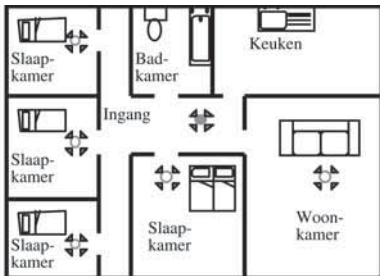 Slaap-
kamer
Bad-
kamer
Keuken
Ingang
Slaap-
kamer
Slaap-
kamer
Slaap-
kamer
Woon-
kamer